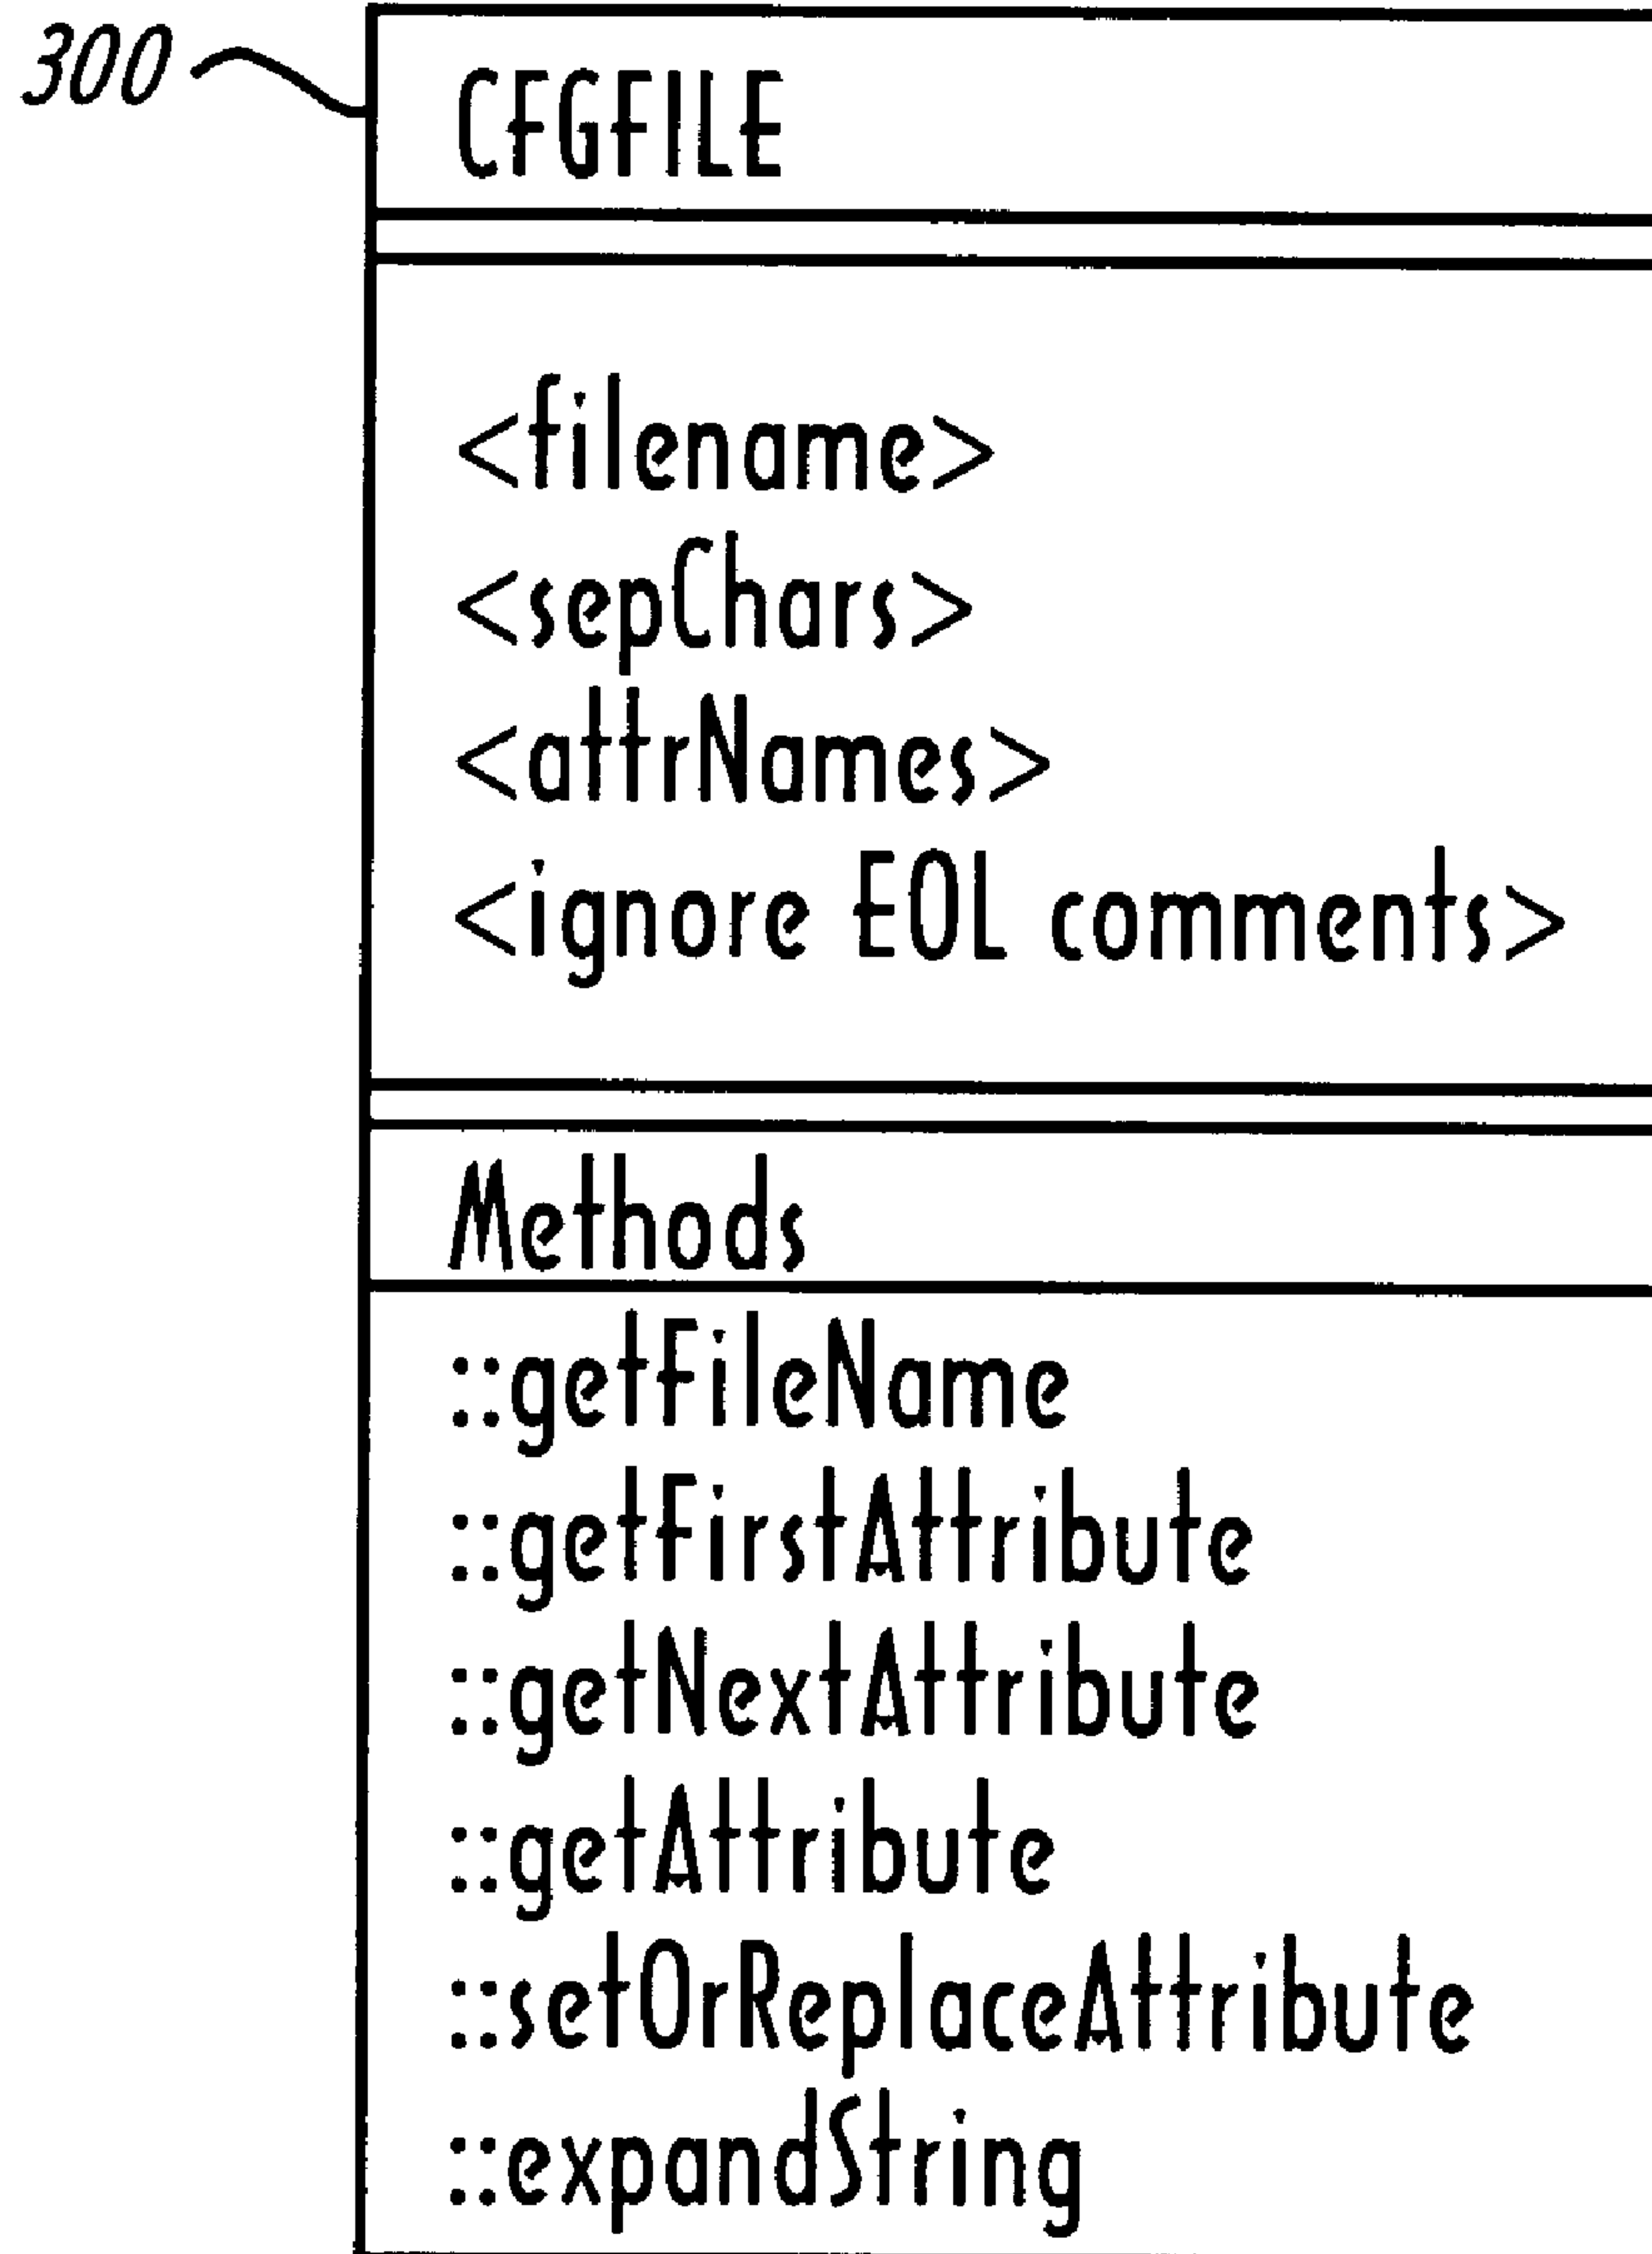 300
CFGFILE
<filename>
<sepChars>
<attrNames>
<ignore EOL comments>
Methods
::getFileName
::getFirstAttribute
::getNextAttribute
::getAttribute
::setOrReplaceAttribute
::expandString